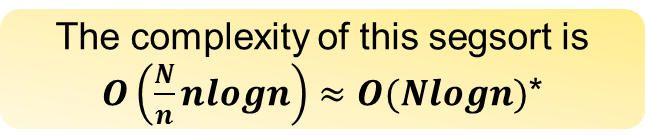 The complexity of this segsort is
O(N/n nlogn) ≈ O(Nlogn)*